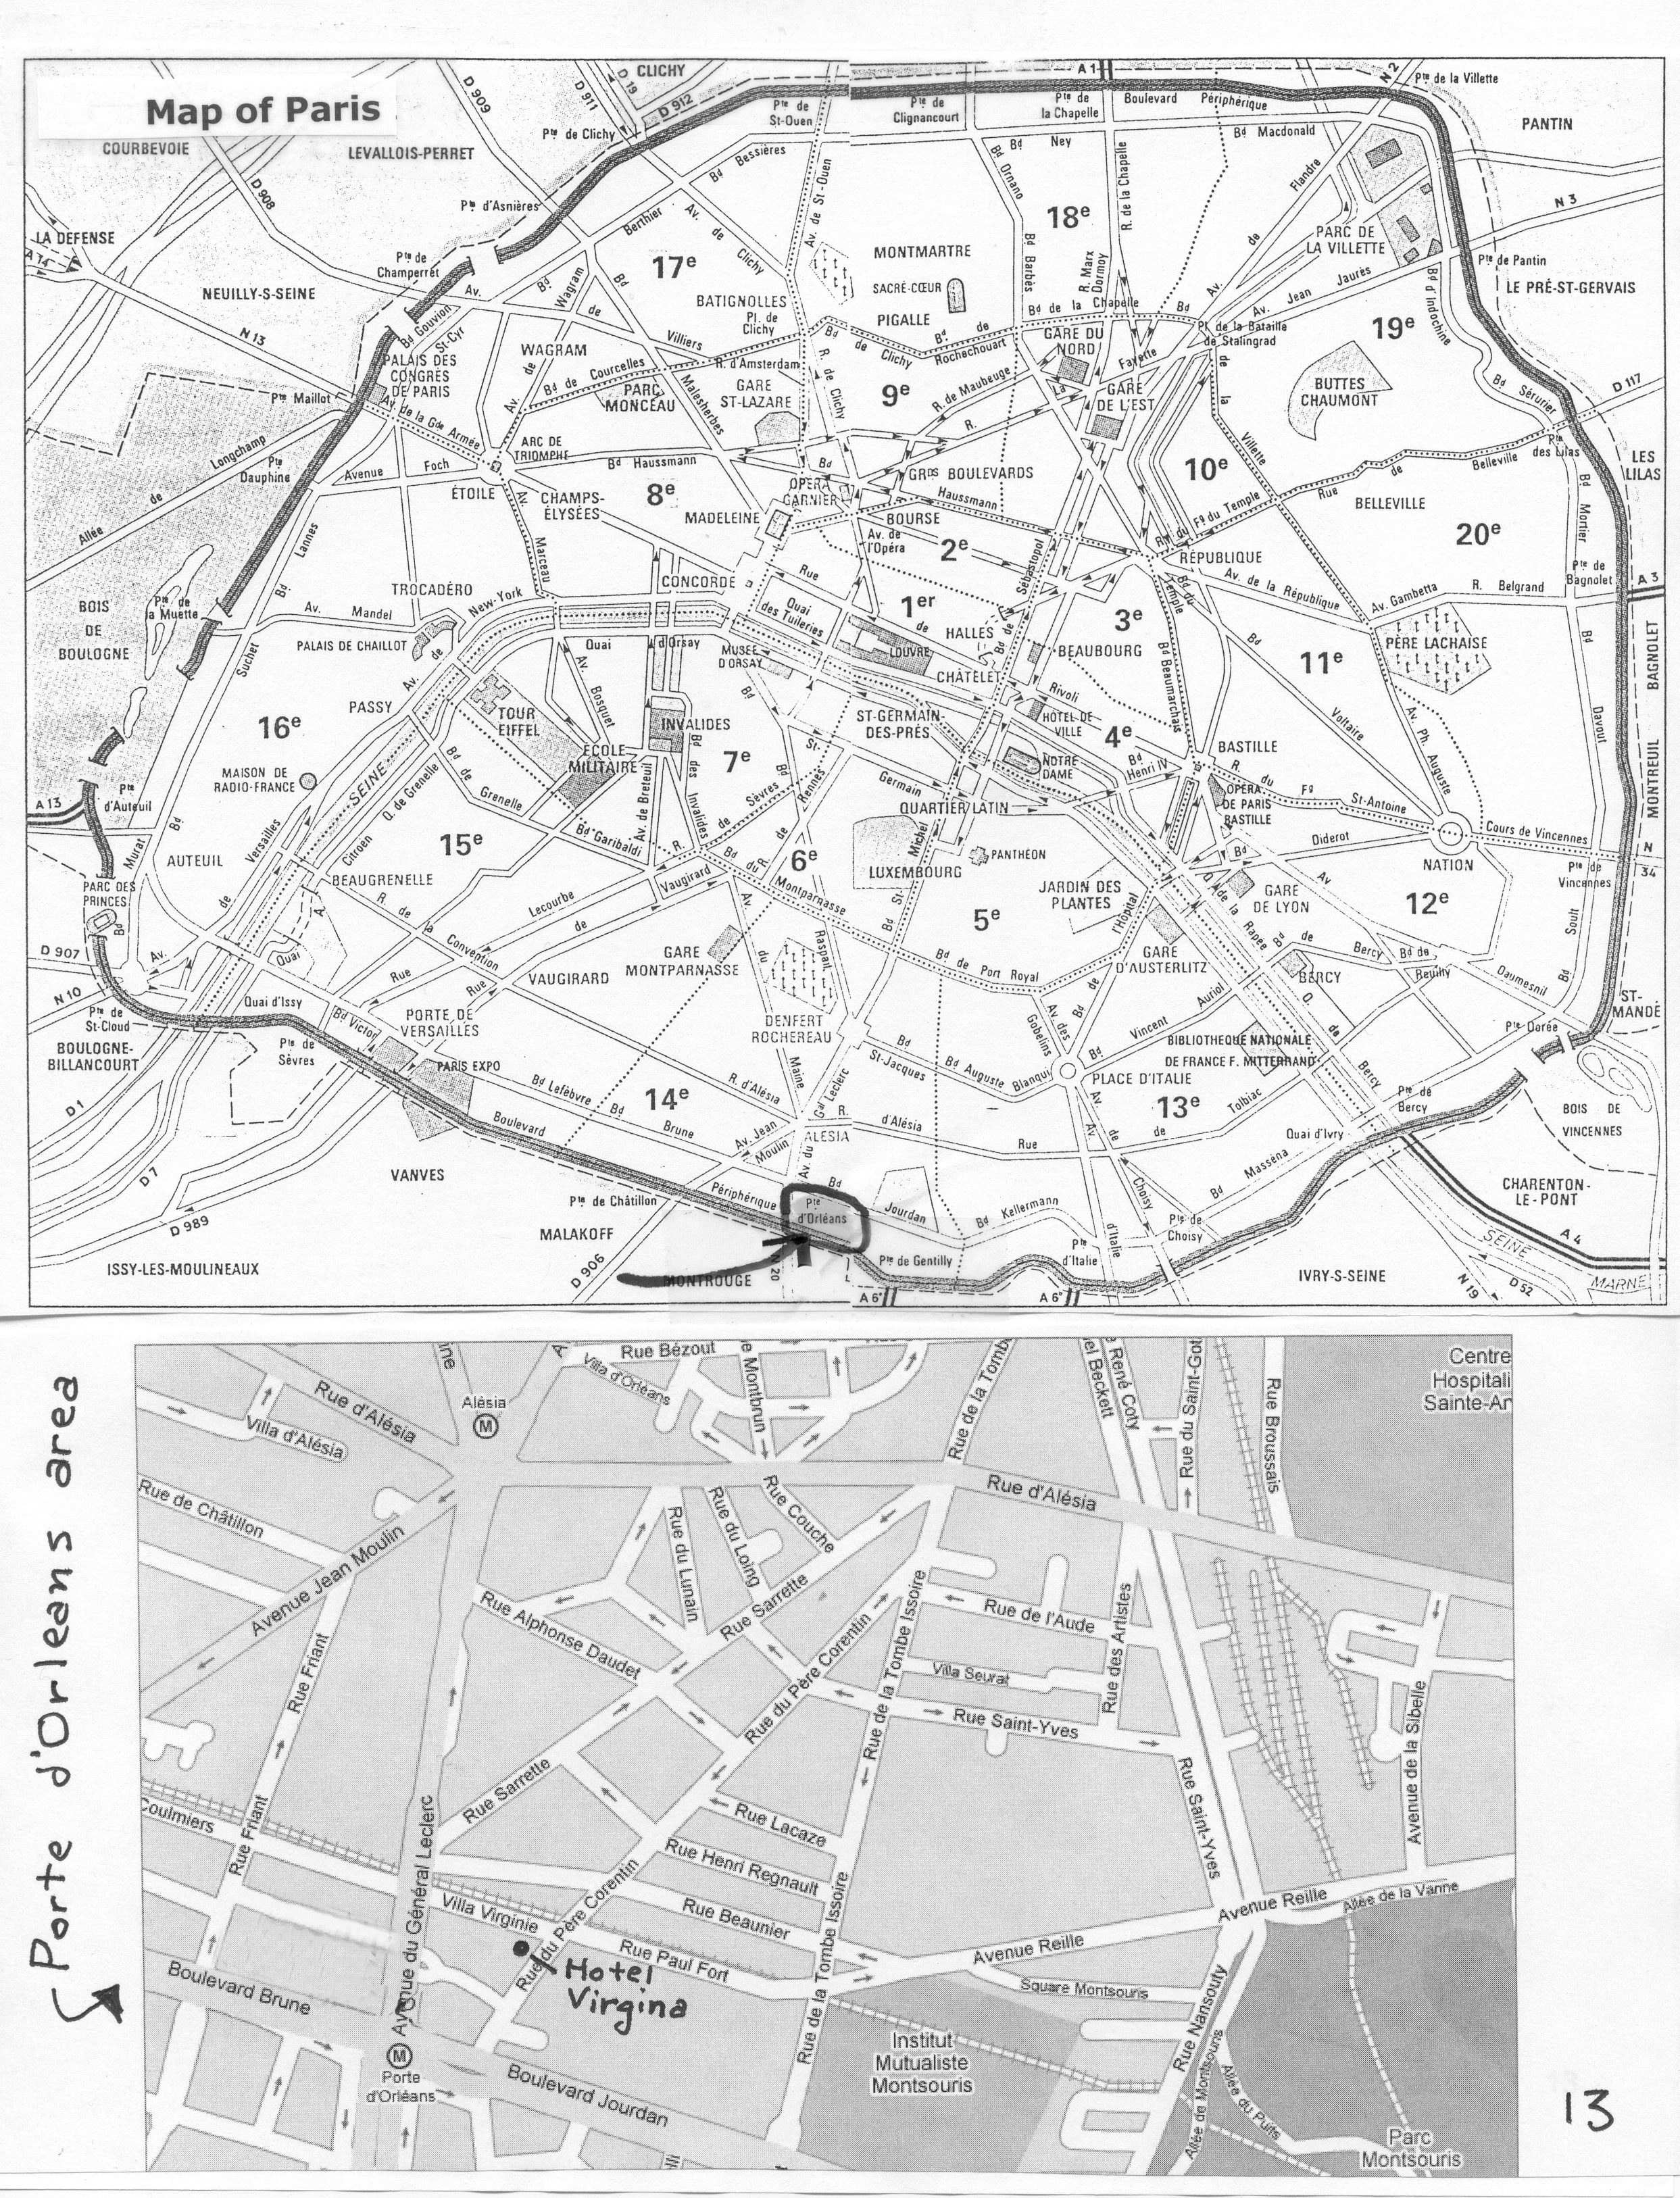 Map of Paris
COURBEVOIE
LEVALLOIS-PERRET
D 909
D 911
D 19
CLICHY
D 912
Pte de Clichy
Pte de
St-Ouen
Pte de
Clignancourt
A 1
Pte de
la Chapelle
Boulevard Périphérique
N 2
Pte de la Villette
PANTIN
Bd Macdonald
Bd Ney
Bd Bessières
D 908
LA DEFENSE
A 14
Pte d'Asnières
Berthier
Av. de Clichy
Av. de St-Ouen
Bd Ornano
R. de la Chapelle
Flandre
N 3
PARC DE
LA VILLETTE
Pte de
Champerret
17e
MONTMARTRE
18e
Bd Barbès
R. Marx
Dormoy
Pte de Pantin
NEUILLY-S-SEINE
BATIGNOLLES
SACRÉ-CŒUR
Jean Jaurès
Bd d'Indochine
LE PRÉ-ST-GERVAIS
N 13
Bd Gouvion
St-Cyr
Wagram
Pl. de
Clichy
PIGALLE
Bd de la Chapelle
Pl. de la Bataille
de Stalingrad
19e
WAGRAM
Villiers
Bd de Clichy
Bd de Rochechouart
GARE DU
NORD
PALAIS DES
CONGRÈS
DE PARIS
Bd de Courcelles
R. d'Amsterdam
PARC
MONCEAU
Malesherbes
GARE
ST-LAZARE
R. de Clichy
9e
R. de Maubeuge
La Fayette
GARE
DE L'EST
BUTTES
CHAUMONT
Bd Sérurier
D 117
Pte Maillot
Av. de la Gde Armée
Longchamp
Pte
Dauphine
Avenue Foch
ARC DE
TRIOMPHE
Bd Haussmann
GRDS BOULEVARDS
10e
Villette
Belleville
Pte
des Lilas
LES
LILAS
Allée de
ÉTOILE
CHAMPS-
ÉLYSÉES
8e
OPÉRA
GARNIER
MADELEINE
BOURSE
Haussmann
Fg du Temple
Rue de
BELLEVILLE
Bd Mortier
Lannes
Marceau
Av. de
l'Opéra
2e
Sébastopol
RÉPUBLIQUE
20e
Pte de
Bagnolet
A 3
BOIS
DE
BOULOGNE
Pte de
la Muette
TROCADÉRO
New-York
CONCORDE
Rue de Rivoli
Quai
des Tuileries
1er
3e
Av. de la République
Av. Gambetta
R. Belgrand
Av. Mandel
PALAIS DE CHAILLOT
Quai d'Orsay
MUSÉE
D'ORSAY
LOUVRE
HALLES
BEAUBOURG
Bd du
Temple
Bd Beaumarchais
11e
PÈRE LACHAISE
BAGNOLET
Suchet
CHÂTELET
16e
PASSY
TOUR
EIFFEL
Av. Bosquet
INVALIDES
ST-GERMAIN-
DES-PRÉS
HÔTEL DE
VILLE
4e
Voltaire
Av. Ph. Auguste
Bd Davout
MONTREUIL
MAISON DE
RADIO-FRANCE
SEINE
ÉCOLE
MILITAIRE
7e
NOTRE
DAME
Bd
Henri IV
BASTILLE
R. du Fg St-Antoine
A 13
Pte
d'Auteuil
Q. de Grenelle
Bd de Grenelle
Av. de Breteuil
Bd des Invalides
Sèvres
Rennes
St-Germain
QUARTIER LATIN
OPÉRA
DE PARIS
BASTILLE
Diderot
Cours de Vincennes
N 34
Murat
AUTEUIL
Versailles
Citroën
15e
Bd Garibaldi
6e
LUXEMBOURG
PANTHÉON
NATION
Pte de
Vincennes
PARC DES
PRINCES
BEAUGRENELLE
Lecourbe
R. de Vaugirard
Bd du Montparnasse
Bd St-Michel
JARDIN DES
PLANTES
GARE
DE LYON
12e
5e
l'Hôpital
Q. de la Rapée
Soult
D 907
Quai
R. de la Convention
GARE
MONTPARNASSE
Raspail
Bd de Port Royal
GARE
D'AUSTERLITZ
Bd de Bercy
Bd de
Reuilly
Daumesnil
N 10
Quai d'Issy
VAUGIRARD
BERCY
Pte de
St-Cloud
Bd Victor
PORTE DE
VERSAILLES
DENFERT
ROCHEREAU
Av. des
Gobelins
Vincent Auriol
BIBLIOTHEQUE NATIONALE
DE FRANCE F. MITTERRAND
Pte Dorée
ST-
MANDÉ
BOULOGNE-
BILLANCOURT
Pte de
Sèvres
PARIS EXPO
Bd St-Jacques
Bd Auguste Blanqui
PLACE D'ITALIE
Q. de Bercy
D 1
Bd Lefèbvre
Bd Brune
14e
R. d'Alésia
Av. du Maine
Gal Leclerc
13e
Tolbiac
Pte de
Bercy
BOIS DE
VINCENNES
Boulevard Périphérique
Av. Jean
Moulin
ALÉSIA
Rue de
Quai d'Ivry
D 7
VANVES
Av. de Choisy
Bd Masséna
CHARENTON-
LE-PONT
D 989
Pte de Châtillon
MALAKOFF
Pte
d'Orléans
Bd Jourdan
Bd Kellermann
Av. d'Italie
Pte de
Choisy
SEINE
A 4
ISSY-LES-MOULINEAUX
D 906
MONTROUGE
N 20
Pte de Gentilly
Pte
d'Italie
IVRY-S-SEINE
N 19
D 52
MARNE
A 6a
A 6b
Porte d'Orleans area
Rue Bézout
Villa d'Orléans
Rue Montbrun
Rue de la Tombe
René Coty
Beckett
Rue du Saint-Got
Rue Broussais
Centre
Hospitali
Sainte-An
Rue d'Alésia
Alésia
M
Villa d'Alésia
Rue de Châtillon
Rue d'Alésia
Avenue Jean Moulin
Rue du Lunain
Rue du Loing
Rue Couche
Rue Friant
Rue Alphonse Daudet
Rue Sarrette
Rue du Père Corentin
Rue de la Tombe Issoire
Rue de l'Aude
Rue des Artistes
Villa Seurat
Rue Saint-Yves
Avenue de la Sibelle
Coulmiers
Rue Friant
Rue Sarrette
Avenue du Général Leclerc
Rue Lacaze
Rue Henri Regnault
Rue Saint-Yves
Rue du Père Corentin
Villa Virginie
Rue Beaunier
Rue de la Tombe Issoire
Avenue Reille
Allée de la Vanne
Rue Paul Fort
Avenue Reille
Hotel
Virgina
Boulevard Brune
Square Montsouris
Rue Nansouty
M
Porte
d'Orléans
Boulevard Jourdan
Institut
Mutualiste
Montsouris
Allée de Montsouris
Allée du Puits
Parc
Montsouris
13